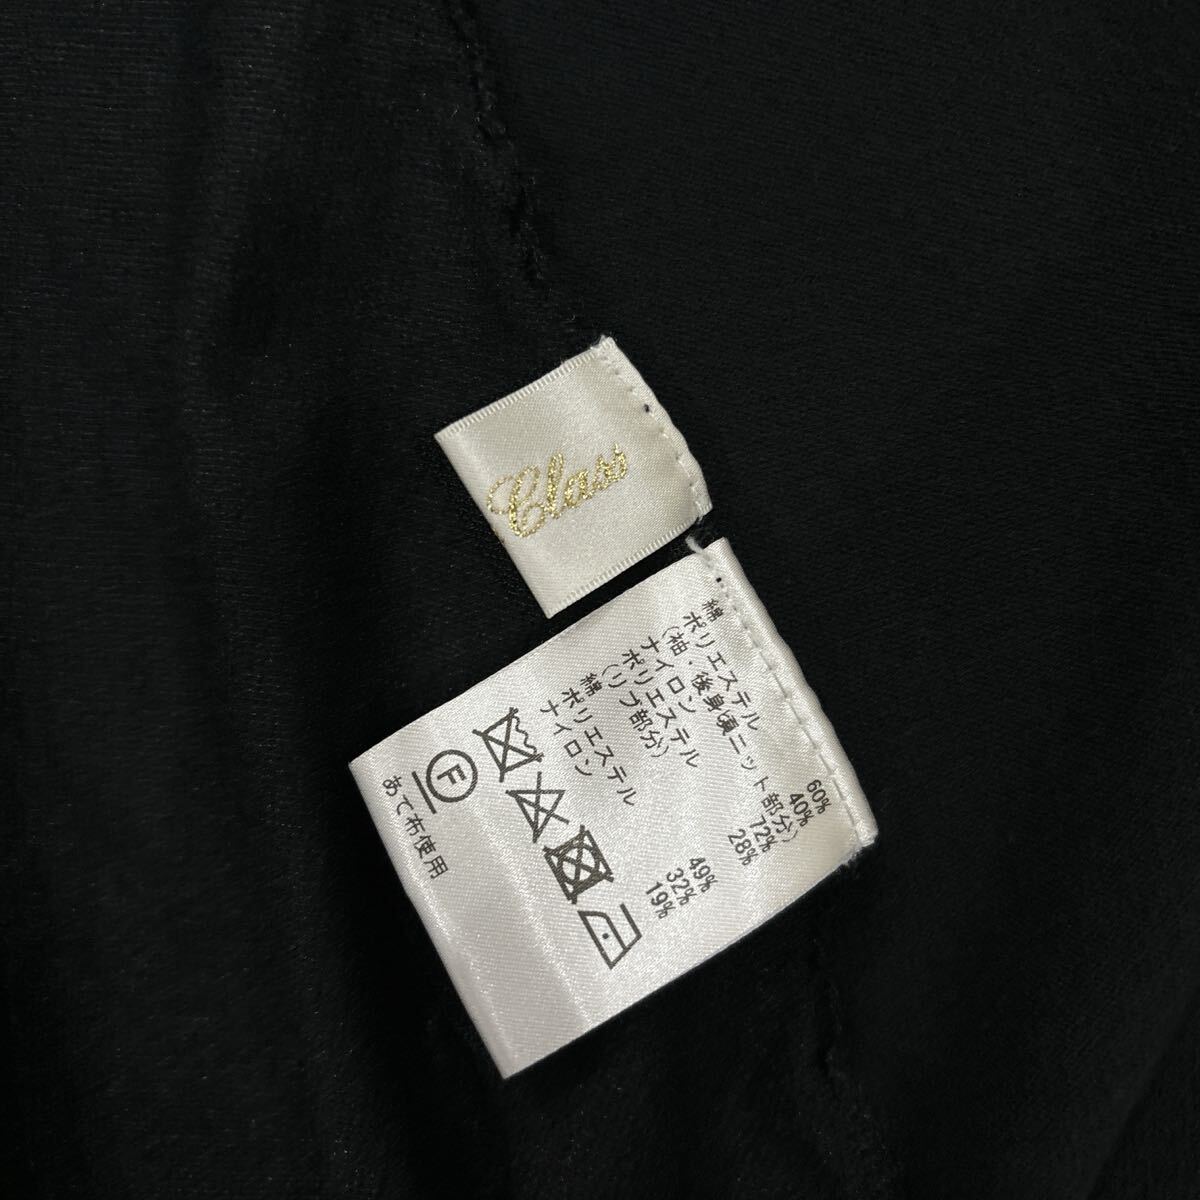 Class
綿 60%
ポリエステル 40%
(袖・後身頃ニット部分)
ナイロン 72%
ポリエステル 28%
(リブ部分)
綿 49%
ポリエステル 32%
ナイロン 19%
F
あて布使用